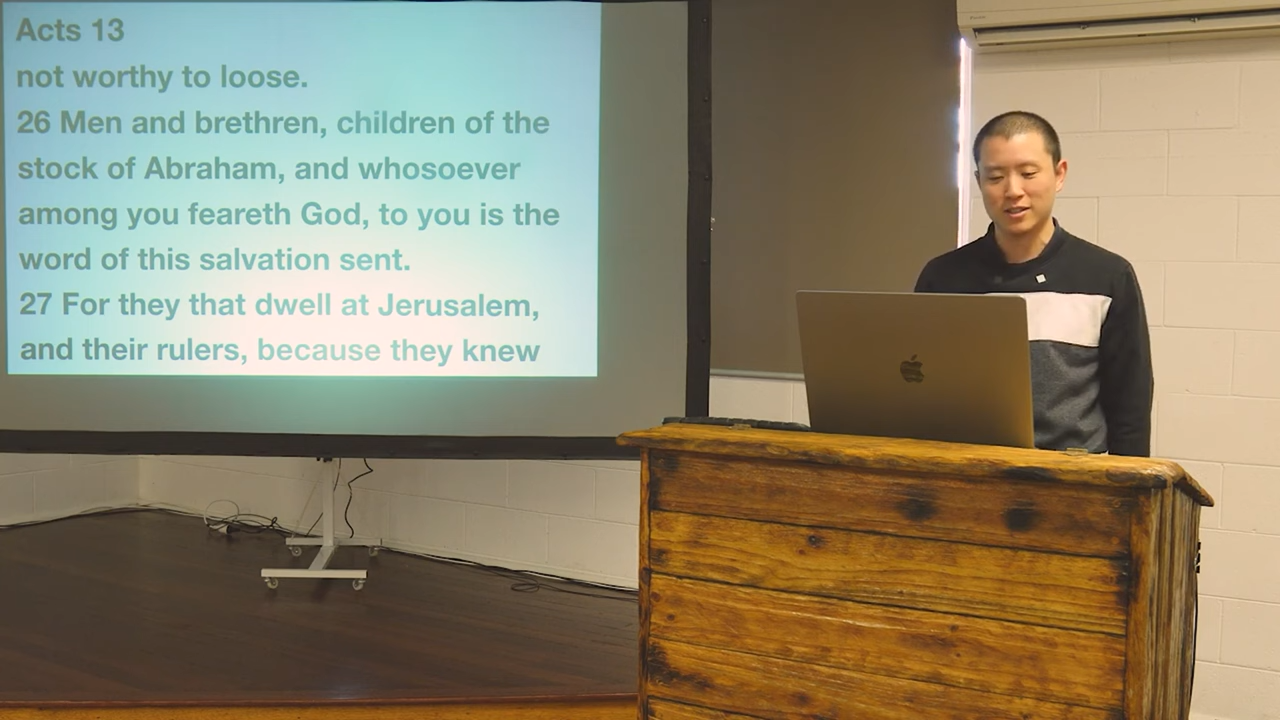 Acts 13
not worthy to loose.
26 Men and brethren, children of the
stock of Abraham, and whosoever
among you feareth God, to you is the
word of this salvation sent.
27 For they that dwell at Jerusalem,
and their rulers, because they knew